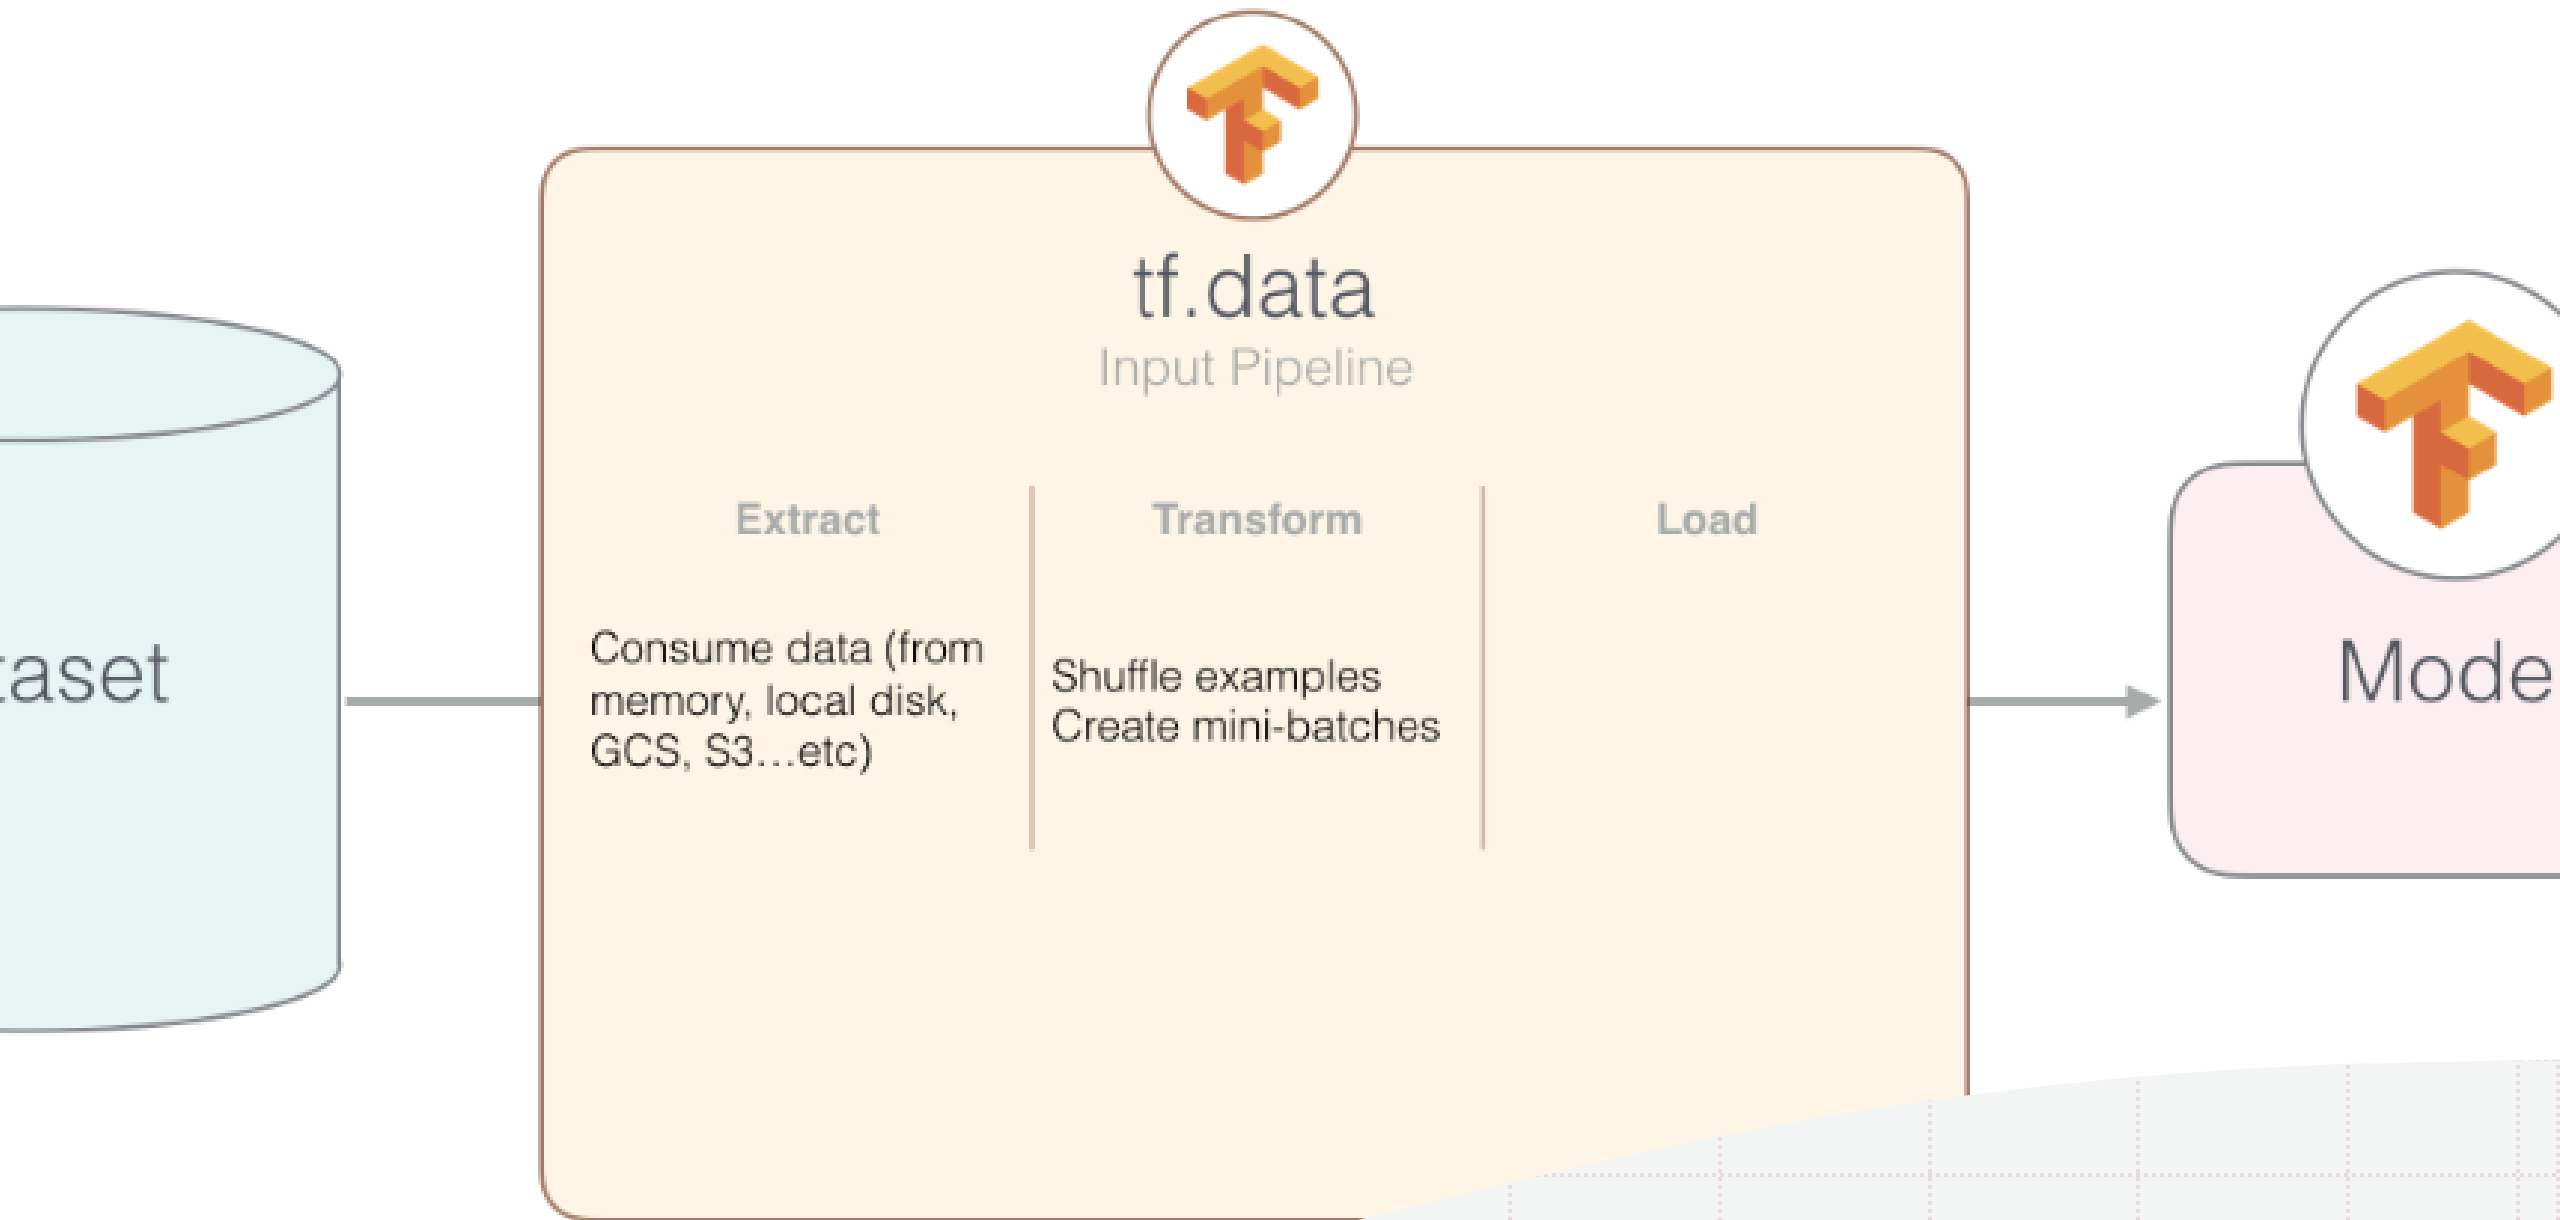 tf.data
Input Pipeline
Extract
Transform
Load
Consume data (from
memory, local disk,
GCS, S3...etc)
Shuffle examples
Create mini-batches
taset
Mode